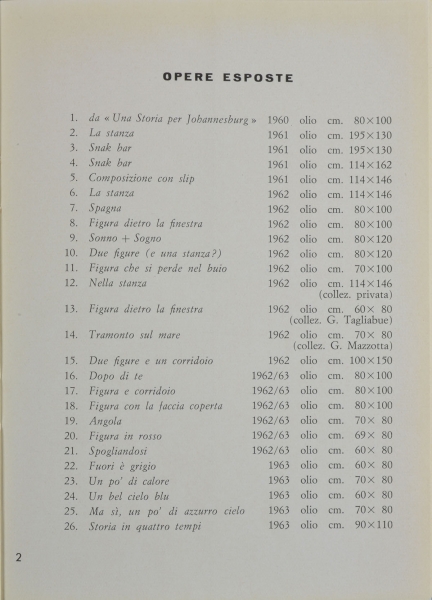 OPERE ESPOSTE
1. da « Una Storia per Johannesburg » 1960 olio cm. 80×100
2. La stanza 1961 olio cm. 195×130
3. Snak bar 1961 olio cm. 195×130
4. Snak bar 1961 olio cm. 114×162
5. Composizione con slip 1961 olio cm. 114×146
6. La stanza 1962 olio cm. 114×146
7. Spagna 1962 olio cm. 80×100
8. Figura dietro la finestra 1962 olio cm. 80×100
9. Sonno + Sogno 1962 olio cm. 80×120
10. Due figure (e una stanza?) 1962 olio cm. 80×120
11. Figura che si perde nel buio 1962 olio cm. 70×100
12. Nella stanza 1962 olio cm. 114×146
(collez. privata)
13. Figura dietro la finestra 1962 olio cm. 60× 80
(collez. G. Tagliabue)
14. Tramonto sul mare 1962 olio cm. 70× 80
(collez. G. Mazzotta)
15. Due figure e un corridoio 1962 olio cm. 100×150
16. Dopo di te 1962/63 olio cm. 80×100
17. Figura e corridoio 1962/63 olio cm. 80×100
18. Figura con la faccia coperta 1962/63 olio cm. 80×100
19. Angola 1962/63 olio cm. 70× 80
20. Figura in rosso 1962/63 olio cm. 69× 80
21. Spogliandosi 1962/63 olio cm. 60× 80
22. Fuori è grigio 1963 olio cm. 60× 80
23. Un po' di calore 1963 olio cm. 70× 80
24. Un bel cielo blu 1963 olio cm. 60× 80
25. Ma sì, un po' di azzurro cielo 1963 olio cm. 70× 80
26. Storia in quattro tempi 1963 olio cm. 90×110
2